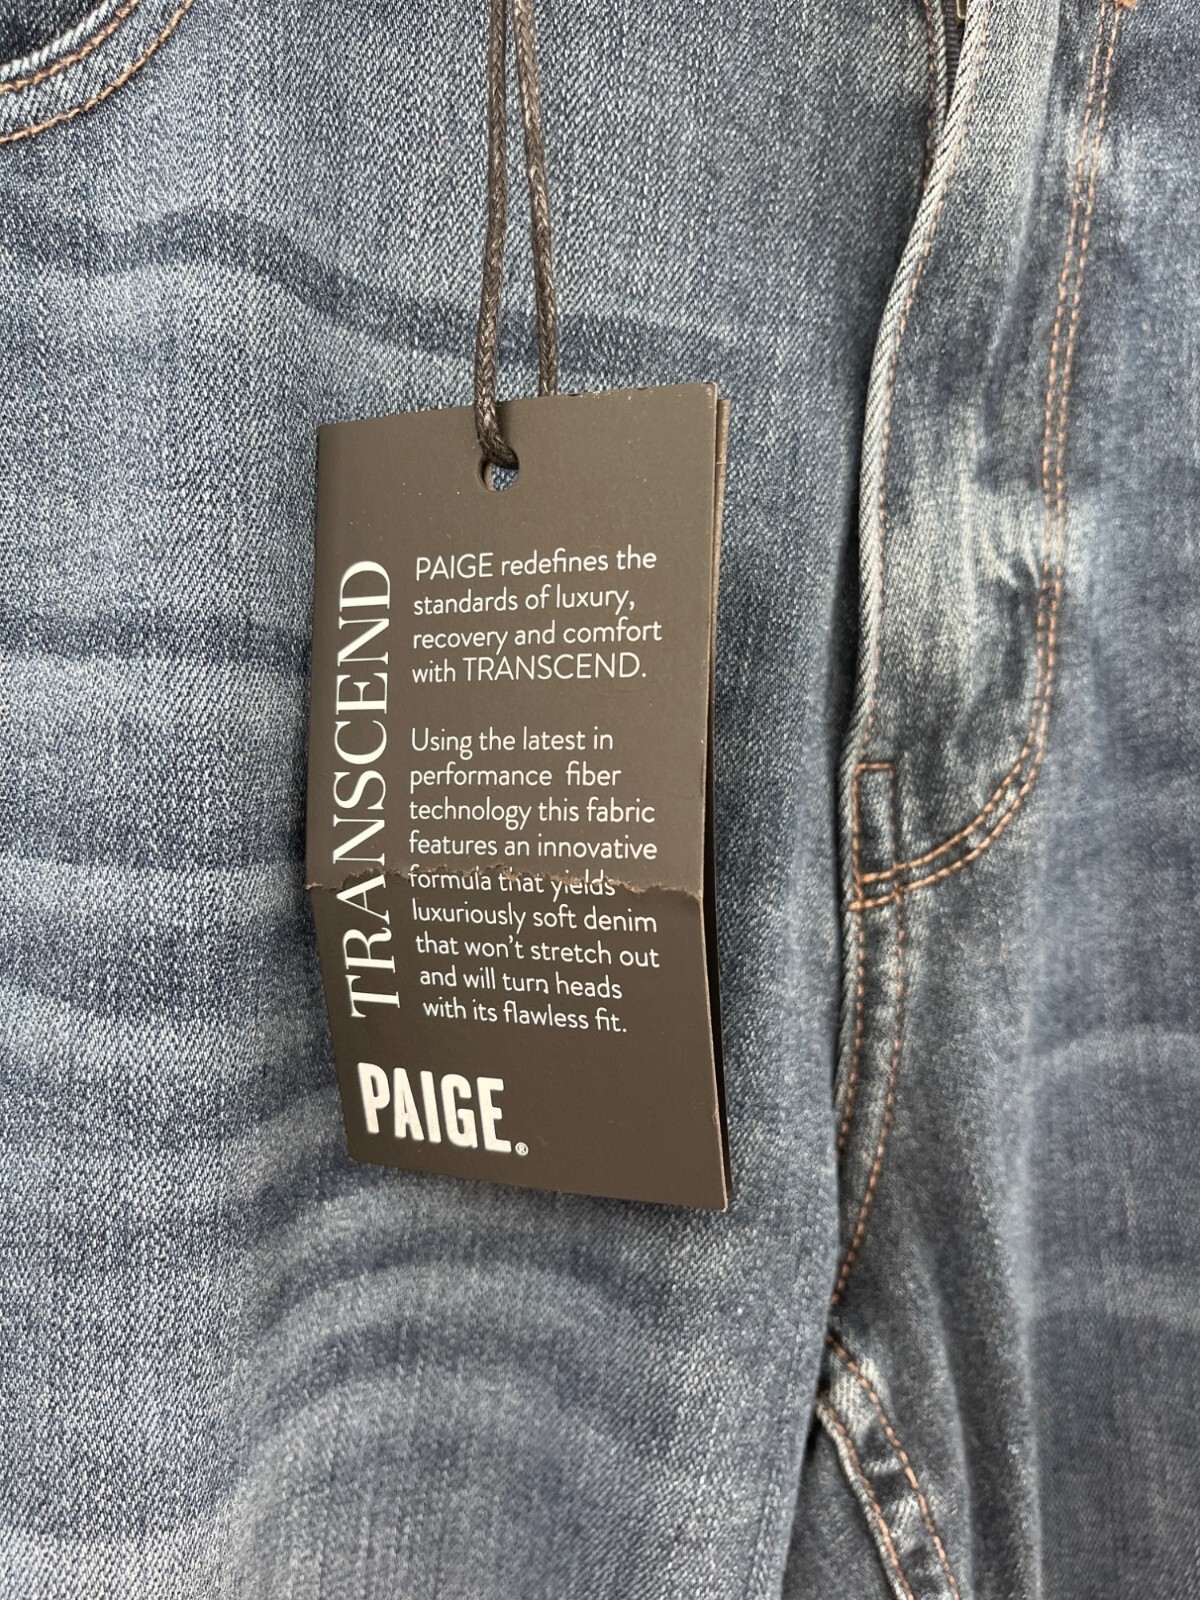 TRANSCEND
PAIGE redefines the
standards of luxury,
recovery and comfort
with TRANSCEND.
Using the latest in
performance fiber
technology this fabric
features an innovative
formula that yields
luxuriously soft denim
that won't stretch out
and will turn heads
with its flawless fit.
PAIGE®